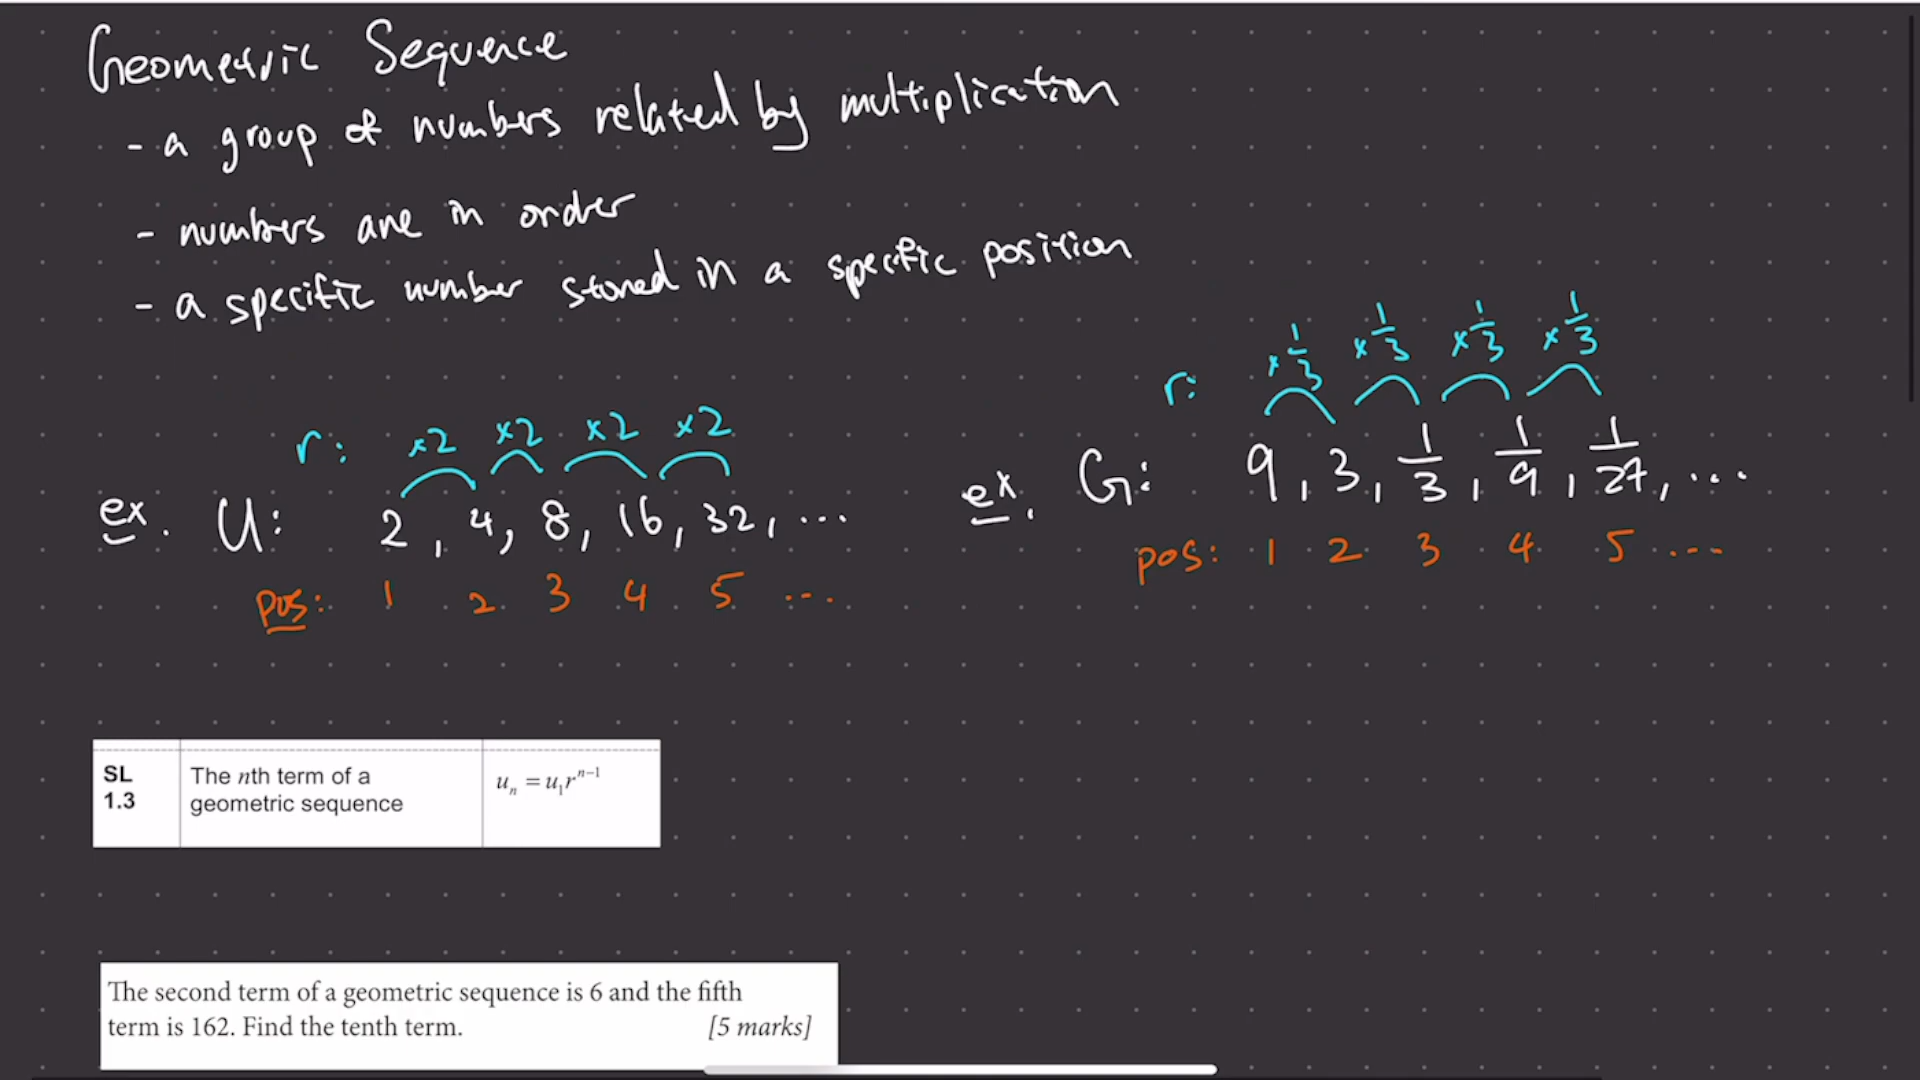 Geometric Sequence
- a group of numbers related by multiplication
- numbers are in order
- a specific number stored in a specific position
r: ×2 ×2 ×2 ×2
ex. U: 2, 4, 8, 16, 32, ...
pos: 1 2 3 4 5 ...
r: ×1/3 ×1/3 ×1/3 ×1/3
ex. G: 9, 3, 1/3, 1/9, 1/27, ...
pos: 1 2 3 4 5 ...
SL 1.3
The nth term of a
geometric sequence
uₙ = u₁rⁿ⁻¹
The second term of a geometric sequence is 6 and the fifth
term is 162. Find the tenth term. [5 marks]